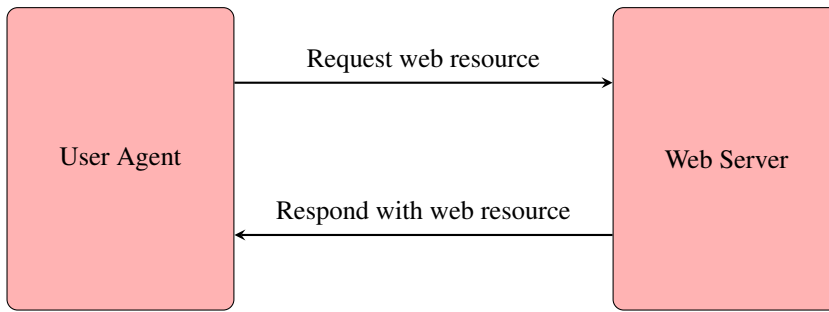 Request web resource
User Agent
Web Server
Respond with web resource